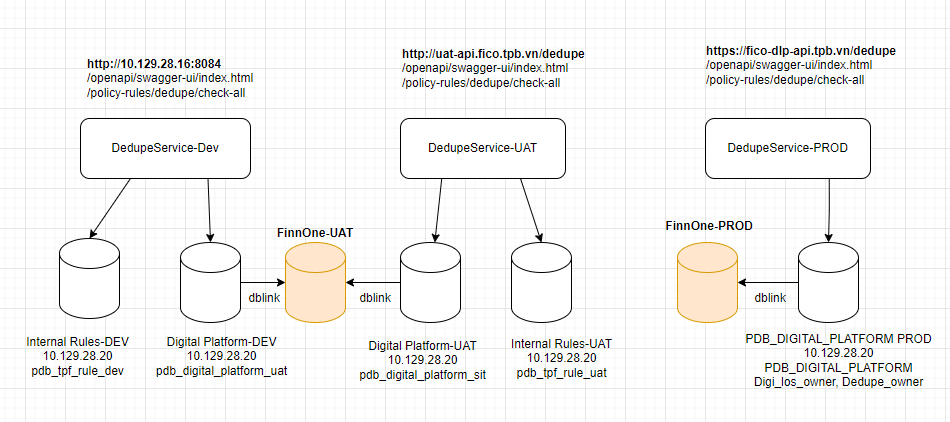 http://10.129.28.16:8084
/openapi/swagger-ui/index.html
/policy-rules/dedupe/check-all
http://uat-api.fico.tpb.vn/dedupe
/openapi/swagger-ui/index.html
/policy-rules/dedupe/check-all
https://fico-dlp-api.tpb.vn/dedupe
/openapi/swagger-ui/index.html
/policy-rules/dedupe/check-all
DedupeService-Dev
DedupeService-UAT
DedupeService-PROD
FinnOne-UAT
FinnOne-PROD
dblink
dblink
dblink
Internal Rules-DEV
10.129.28.20
pdb_tpf_rule_dev
Digital Platform-DEV
10.129.28.20
pdb_digital_platform_uat
Digital Platform-UAT
10.129.28.20
pdb_digital_platform_sit
Internal Rules-UAT
10.129.28.20
pdb_tpf_rule_uat
PDB_DIGITAL_PLATFORM PROD
10.129.28.20
PDB_DIGITAL_PLATFORM
Digi_los_owner, Dedupe_owner